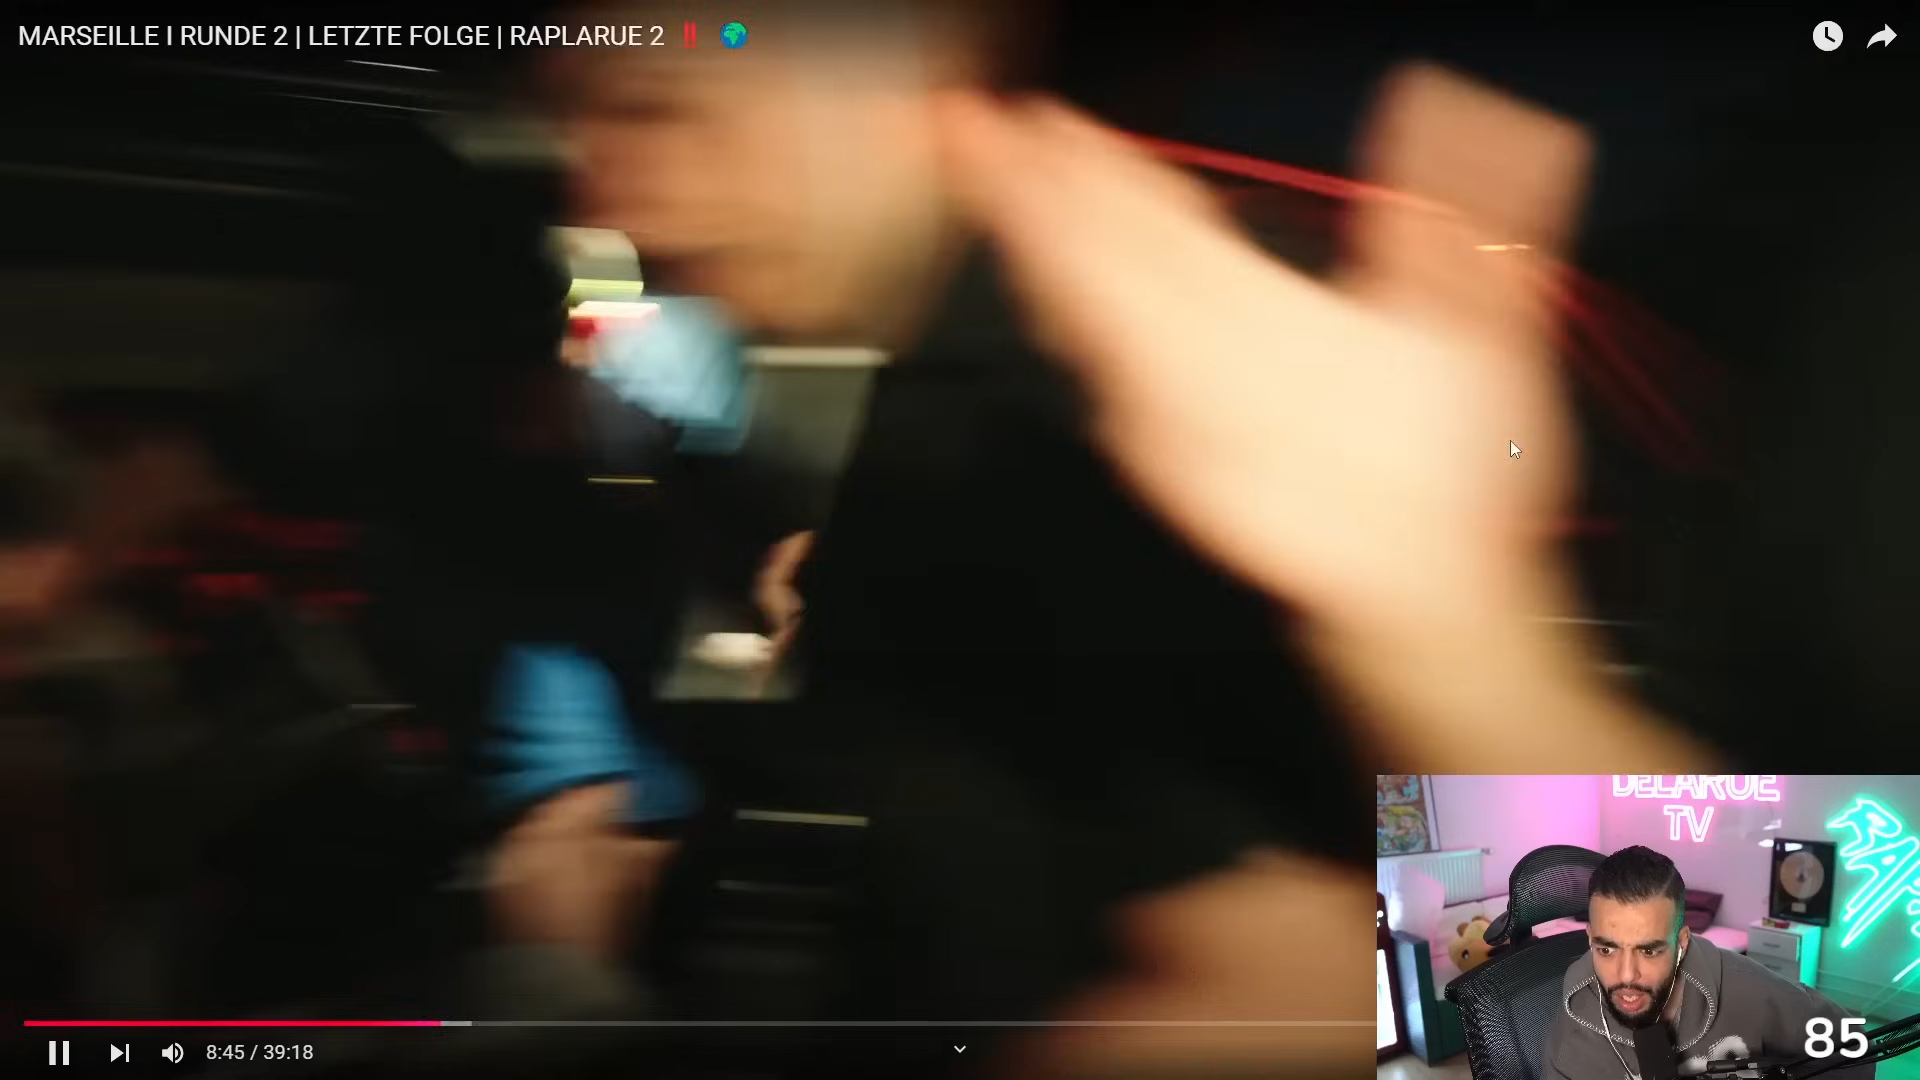 MARSEILLE I RUNDE 2 | LETZTE FOLGE | RAPLARUE 2 ‼️ 🌍
DELARUE
TV
8:45 / 39:18
85